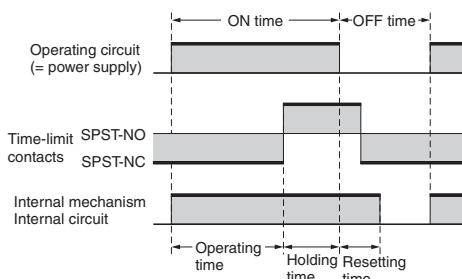 ON time
OFF time
Operating circuit
(= power supply)
Time-limit
contacts
SPST-NO
SPST-NC
Internal mechanism
Internal circuit
Operating
time
Holding
time
Resetting
time